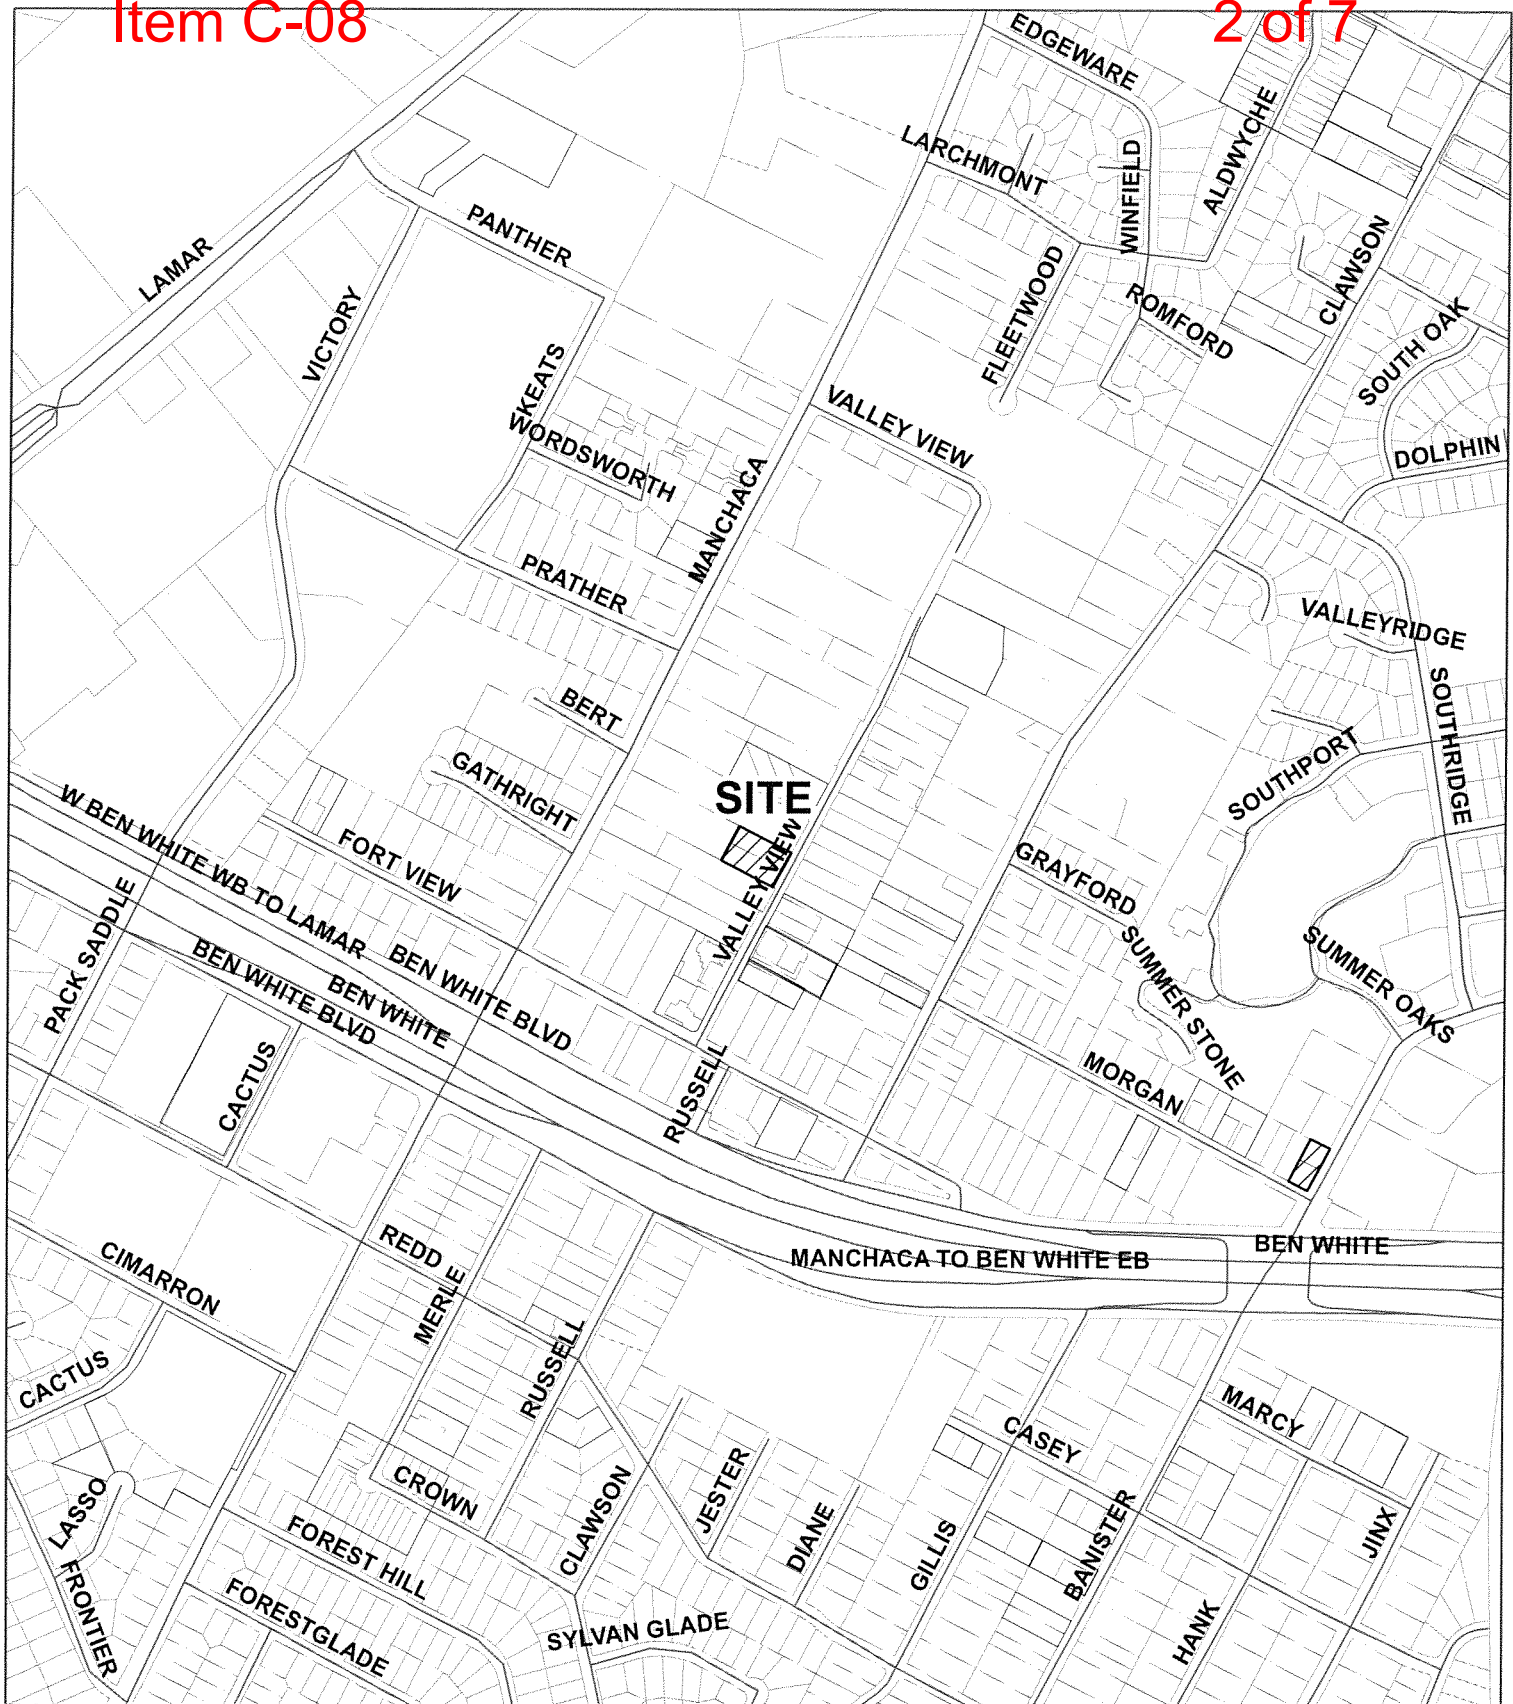 Item C-08
2 of 7
EDGEWARE
ALDWYCHE
LARCHMONT
WINFIELD
PANTHER
LAMAR
CLAWSON
FLEETWOOD
VICTORY
ROMFORD
SOUTH OAK
SKEATS
VALLEY VIEW
WORDSWORTH
DOLPHIN
MANCHACA
PRATHER
VALLEYRIDGE
BERT
SOUTHRIDGE
GATHRIGHT
SOUTHPORT
SITE
W BEN WHITE WB TO LAMAR
FORT VIEW
VALLEY VIEW
GRAYFORD
PACK SADDLE
BEN WHITE BLVD
BEN WHITE
BEN WHITE BLVD
SUMMER STONE
SUMMER OAKS
CACTUS
RUSSELL
MORGAN
REDD
CIMARRON
MERLE
MANCHACA TO BEN WHITE EB
BEN WHITE
CACTUS
RUSSELL
MARCY
CASEY
LASSO
CROWN
CLAWSON
JESTER
DIANE
GILLIS
BANISTER
JINX
FOREST HILL
FRONTIER
FORESTGLADE
SYLVAN GLADE
HANK